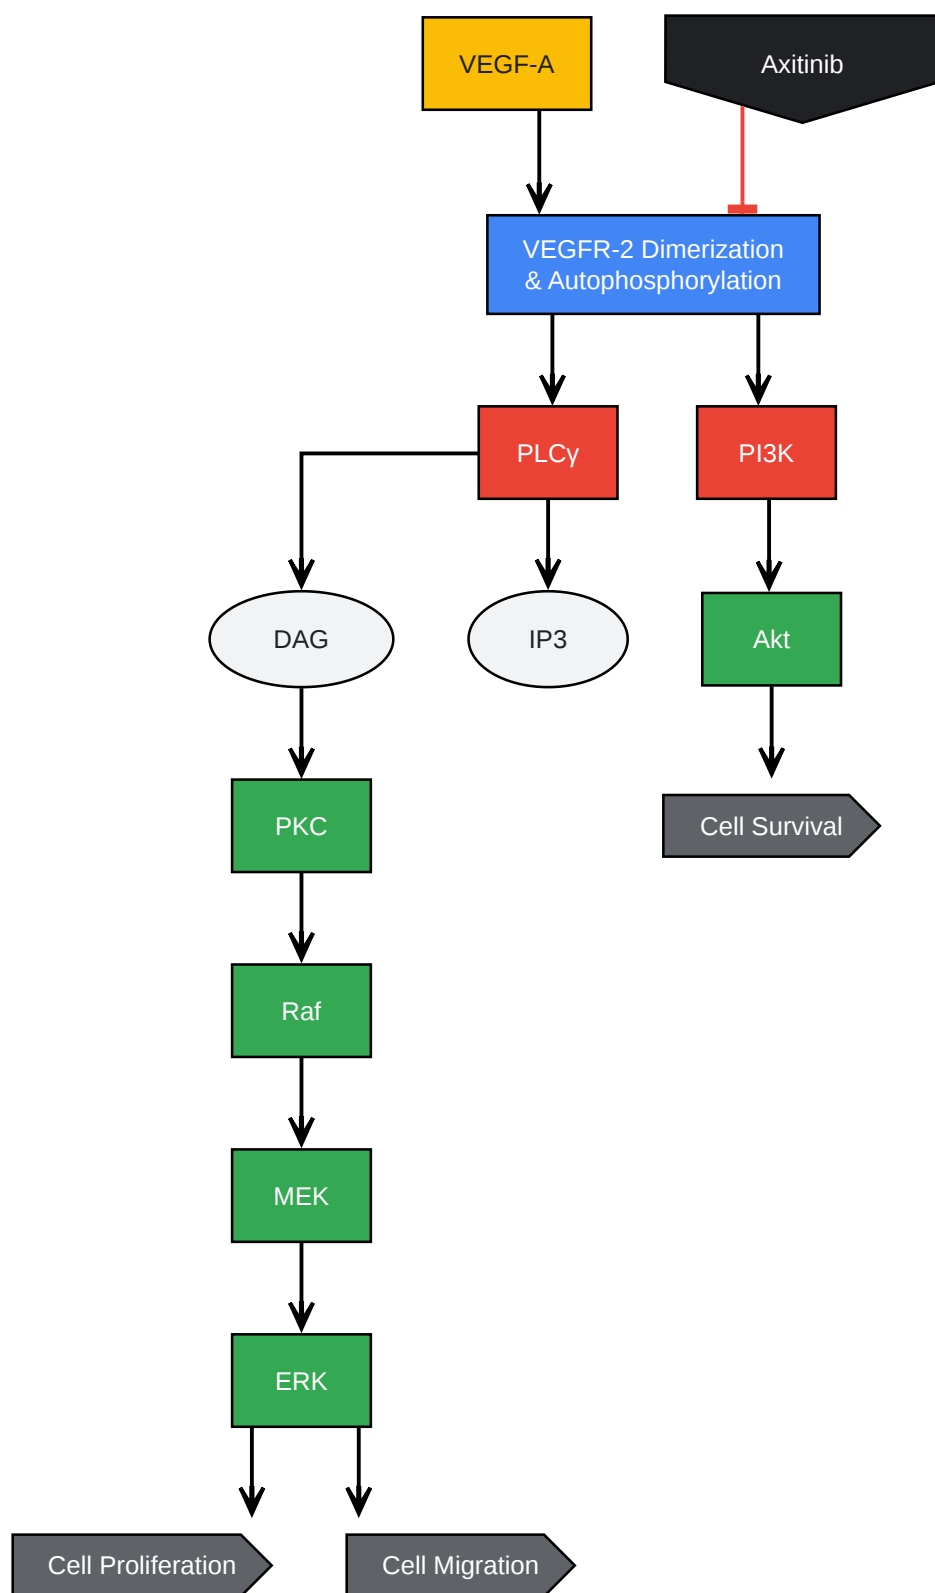 VEGF-A
Axitinib
VEGFR-2 Dimerization
& Autophosphorylation
PLCγ
PI3K
DAG
IP3
Akt
PKC
Cell Survival
Raf
MEK
ERK
Cell Proliferation
Cell Migration